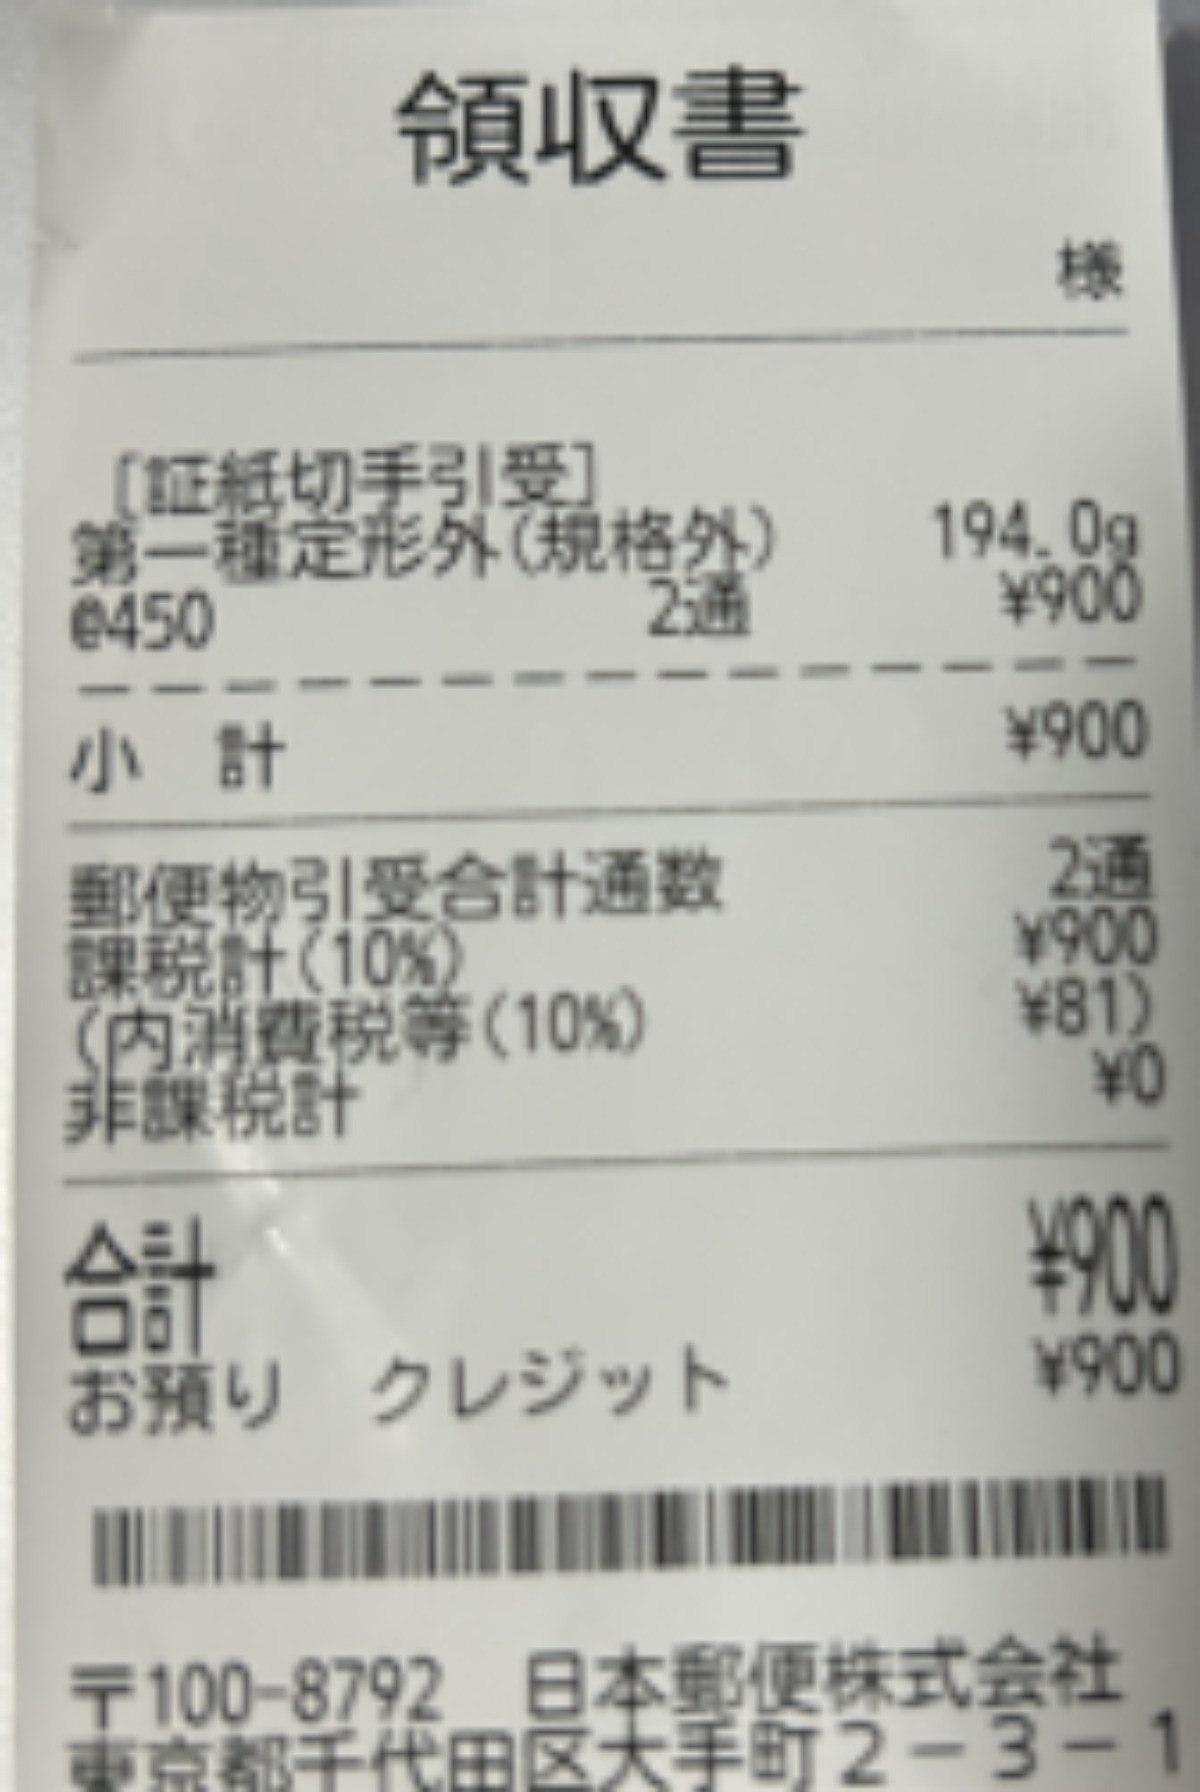 領収書
様
[証紙切手引受]
第一種定形外(規格外) 194.0g
@450 2通 ¥900
小 計 ¥900
郵便物引受合計通数 2通
課税計(10%) ¥900
(内消費税等(10%) ¥81)
非課税計 ¥0
合計 ¥900
お預り クレジット ¥900
〒100-8792 日本郵便株式会社
東京都千代田区大手町2-3-1